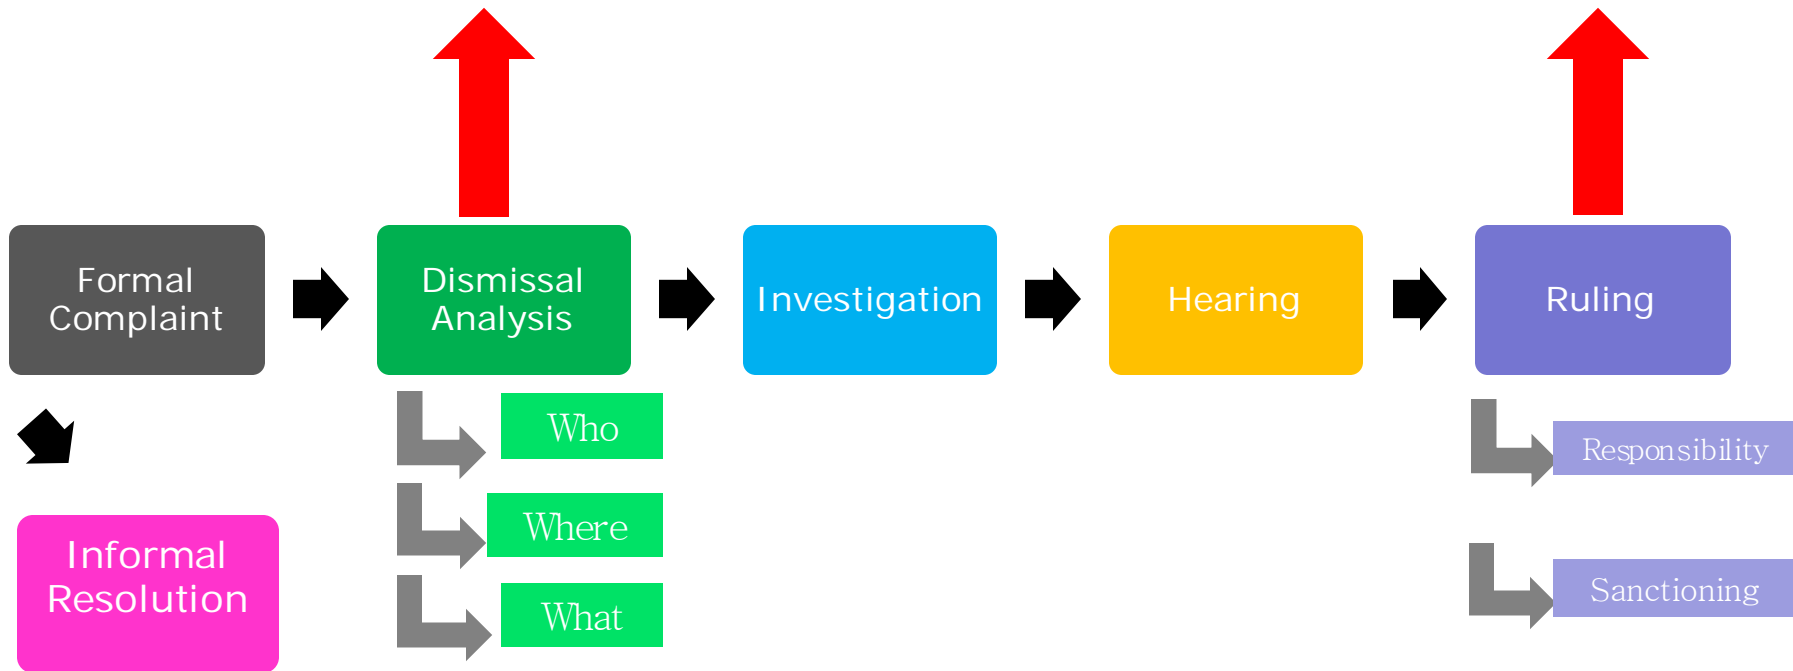 Formal
Complaint
Dismissal
Analysis
Investigation
Hearing
Ruling
Who
Where
What
Responsibility
Sanctioning
Informal
Resolution